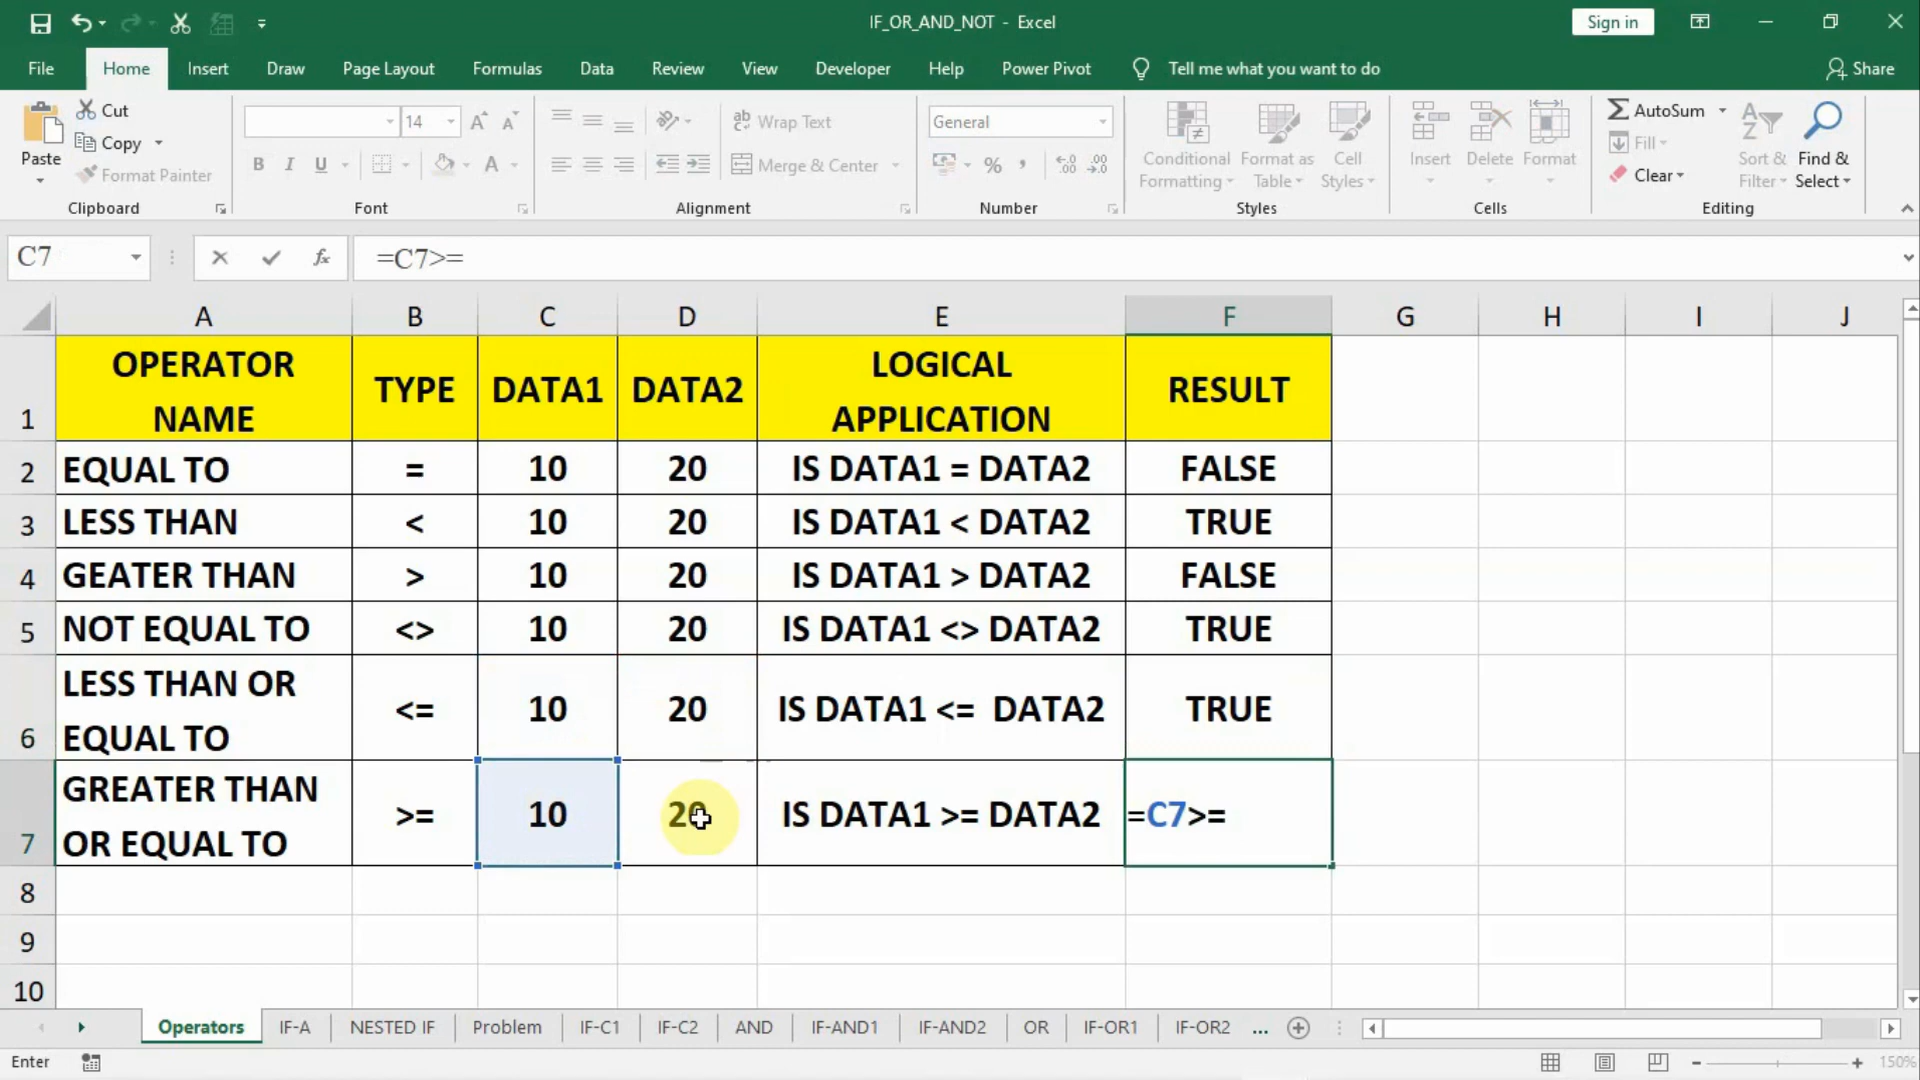 IF_OR_AND_NOT - Excel
Sign in
File Home Insert Draw Page Layout Formulas Data Review View Developer Help Power Pivot Tell me what you want to do Share
Paste
Cut
Copy
Format Painter
Clipboard
14
B I U
Font
Wrap Text
Merge & Center
Alignment
General
%
Number
Conditional Formatting
Format as Table
Cell Styles
Styles
Insert Delete Format
Cells
AutoSum
Fill
Clear
Sort & Filter
Find & Select
Editing
C7 fx =C7>=
A B C D E F G H I J
1 OPERATOR NAME TYPE DATA1 DATA2 LOGICAL APPLICATION RESULT
2 EQUAL TO = 10 20 IS DATA1 = DATA2 FALSE
3 LESS THAN < 10 20 IS DATA1 < DATA2 TRUE
4 GEATER THAN > 10 20 IS DATA1 > DATA2 FALSE
5 NOT EQUAL TO <> 10 20 IS DATA1 <> DATA2 TRUE
6 LESS THAN OR EQUAL TO <= 10 20 IS DATA1 <= DATA2 TRUE
7 GREATER THAN OR EQUAL TO >= 10 20 IS DATA1 >= DATA2 =C7>=
8
9
10
Operators IF-A NESTED IF Problem IF-C1 IF-C2 AND IF-AND1 IF-AND2 OR IF-OR1 IF-OR2 ...
Enter 150%